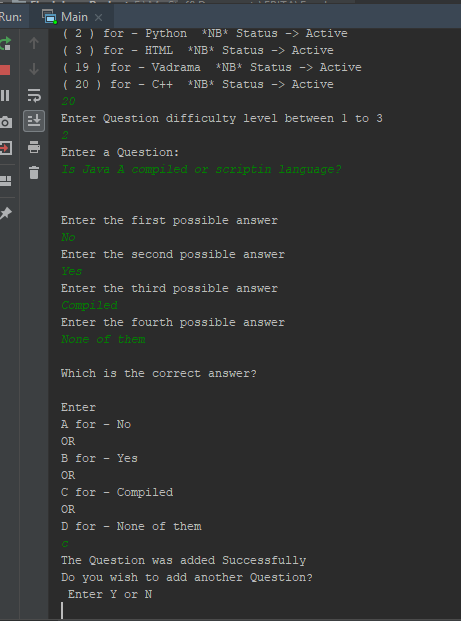 Run: Main ×
( 2 ) for - Python  *NB* Status -> Active
( 3 ) for - HTML  *NB* Status -> Active
( 19 ) for - Vadrama  *NB* Status -> Active
( 20 ) for - C++  *NB* Status -> Active
20
Enter Question difficulty level between 1 to 3
2
Enter a Question:
Is Java A compiled or scriptin language?
Enter the first possible answer
No
Enter the second possible answer
Yes
Enter the third possible answer
Compiled
Enter the fourth possible answer
None of them
Which is the correct answer?
Enter
A for - No
OR
B for - Yes
OR
C for - Compiled
OR
D for - None of them
c
The Question was added Successfully
Do you wish to add another Question?
Enter Y or N